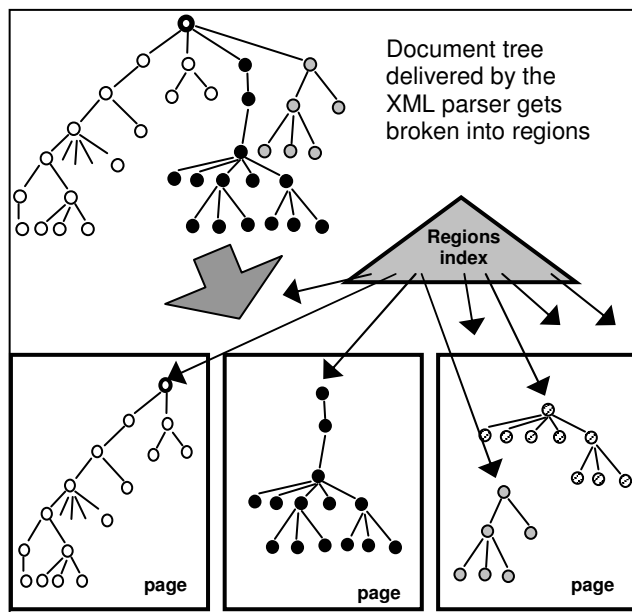 Document tree
delivered by the
XML parser gets
broken into regions
Regions
index
page
page
page